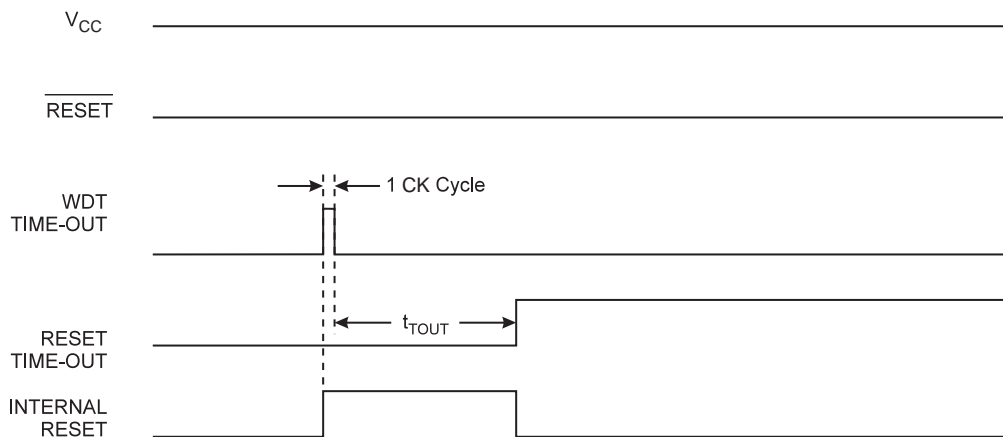 VCC
RESET
1 CK Cycle
WDT
TIME-OUT
tTOUT
RESET
TIME-OUT
INTERNAL
RESET